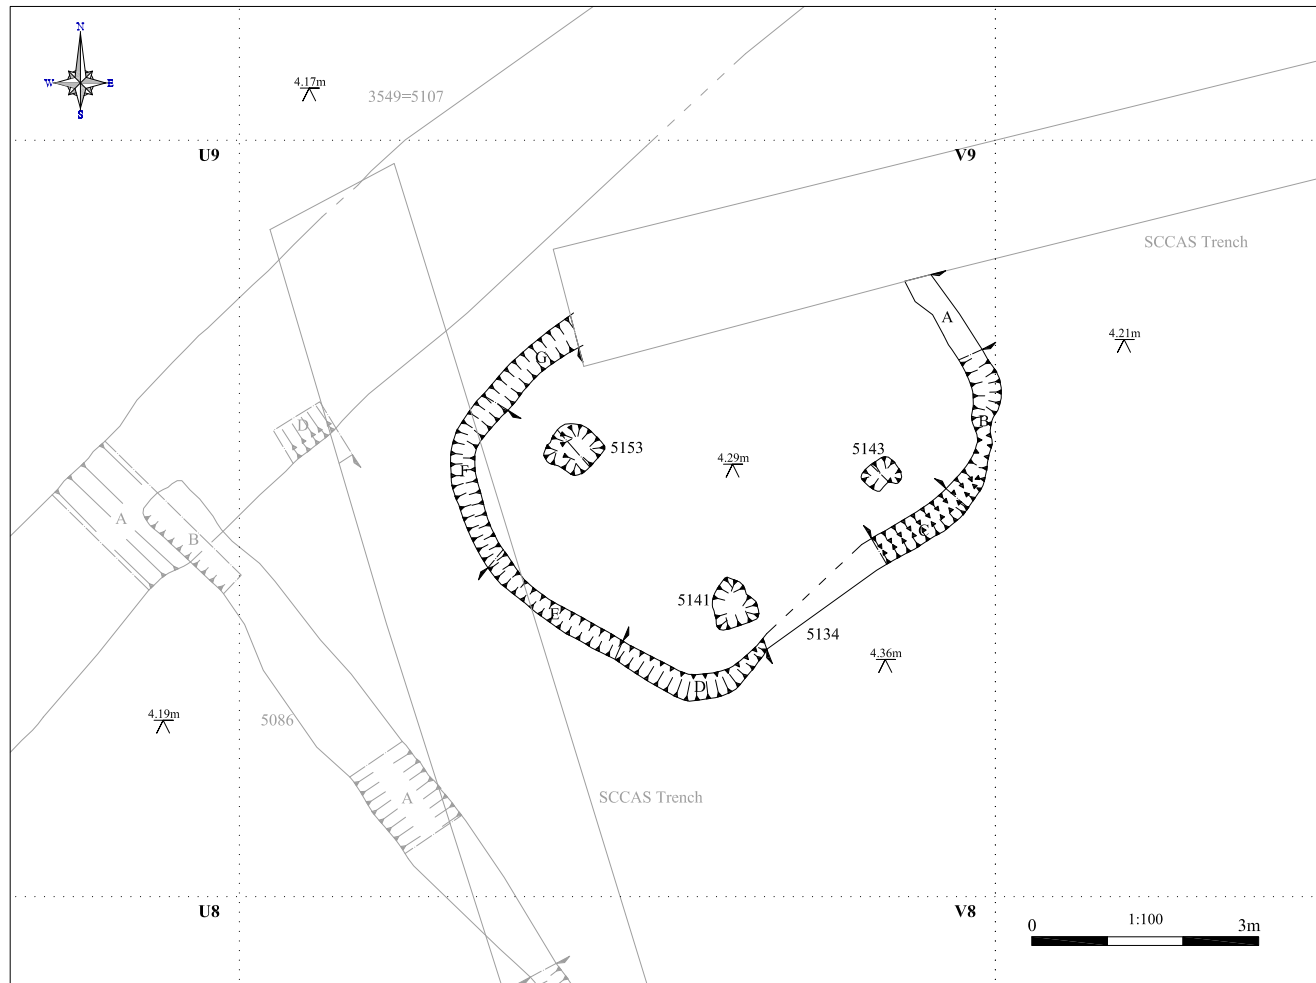 N
W E
S
4.17m
3549=5107
U9
V9
SCCAS Trench
A
4.21m
G
B
D
5153
5143
F
4.29m
A
B
C
5141
E
5134
4.36m
D
4.19m
5086
A
SCCAS Trench
U8
V8
0 1:100 3m